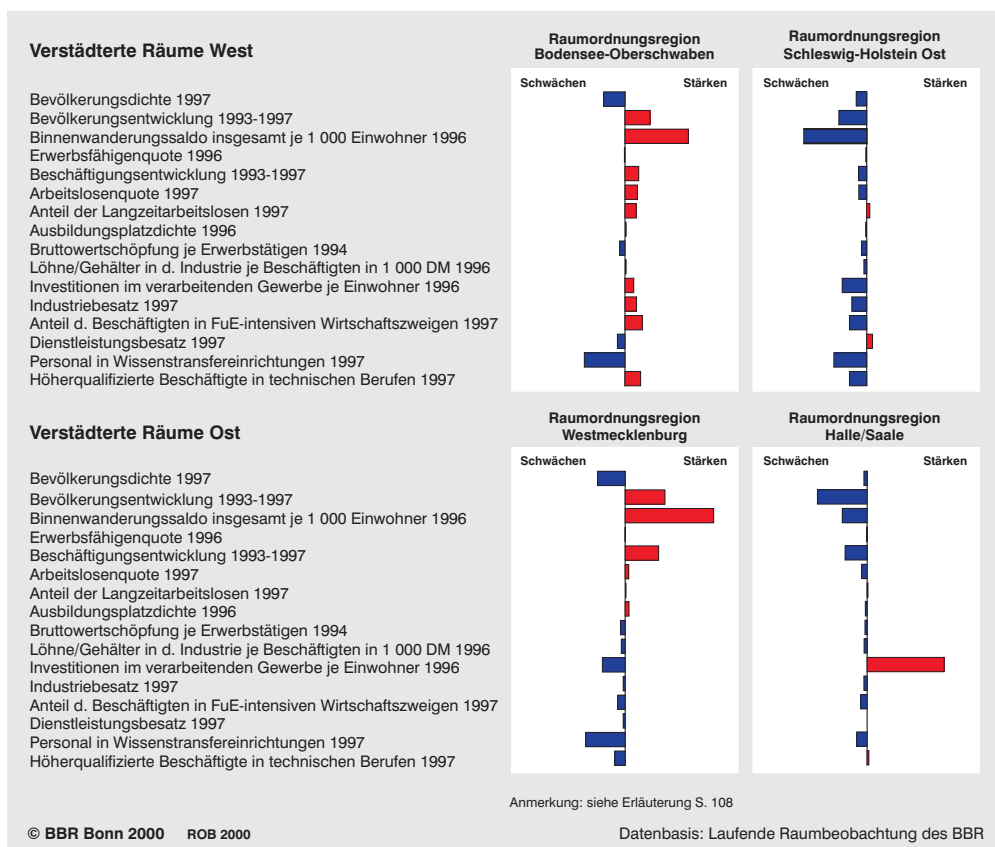 Verstädterte Räume West
Raumordnungsregion
Bodensee-Oberschwaben
Raumordnungsregion
Schleswig-Holstein Ost
Schwächen Stärken
Schwächen Stärken
Bevölkerungsdichte 1997
Bevölkerungsentwicklung 1993-1997
Binnenwanderungssaldo insgesamt je 1 000 Einwohner 1996
Erwerbsfähigenquote 1996
Beschäftigungsentwicklung 1993-1997
Arbeitslosenquote 1997
Anteil der Langzeitarbeitslosen 1997
Ausbildungsplatzdichte 1996
Bruttowertschöpfung je Erwerbstätigen 1994
Löhne/Gehälter in d. Industrie je Beschäftigten in 1 000 DM 1996
Investitionen im verarbeitenden Gewerbe je Einwohner 1996
Industriebesatz 1997
Anteil d. Beschäftigten in FuE-intensiven Wirtschaftszweigen 1997
Dienstleistungsbesatz 1997
Personal in Wissenstransfereinrichtungen 1997
Höherqualifizierte Beschäftigte in technischen Berufen 1997
Verstädterte Räume Ost
Raumordnungsregion
Westmecklenburg
Raumordnungsregion
Halle/Saale
Schwächen Stärken
Schwächen Stärken
Bevölkerungsdichte 1997
Bevölkerungsentwicklung 1993-1997
Binnenwanderungssaldo insgesamt je 1 000 Einwohner 1996
Erwerbsfähigenquote 1996
Beschäftigungsentwicklung 1993-1997
Arbeitslosenquote 1997
Anteil der Langzeitarbeitslosen 1997
Ausbildungsplatzdichte 1996
Bruttowertschöpfung je Erwerbstätigen 1994
Löhne/Gehälter in d. Industrie je Beschäftigten in 1 000 DM 1996
Investitionen im verarbeitenden Gewerbe je Einwohner 1996
Industriebesatz 1997
Anteil d. Beschäftigten in FuE-intensiven Wirtschaftszweigen 1997
Dienstleistungsbesatz 1997
Personal in Wissenstransfereinrichtungen 1997
Höherqualifizierte Beschäftigte in technischen Berufen 1997
Anmerkung: siehe Erläuterung S. 108
© BBR Bonn 2000 ROB 2000
Datenbasis: Laufende Raumbeobachtung des BBR